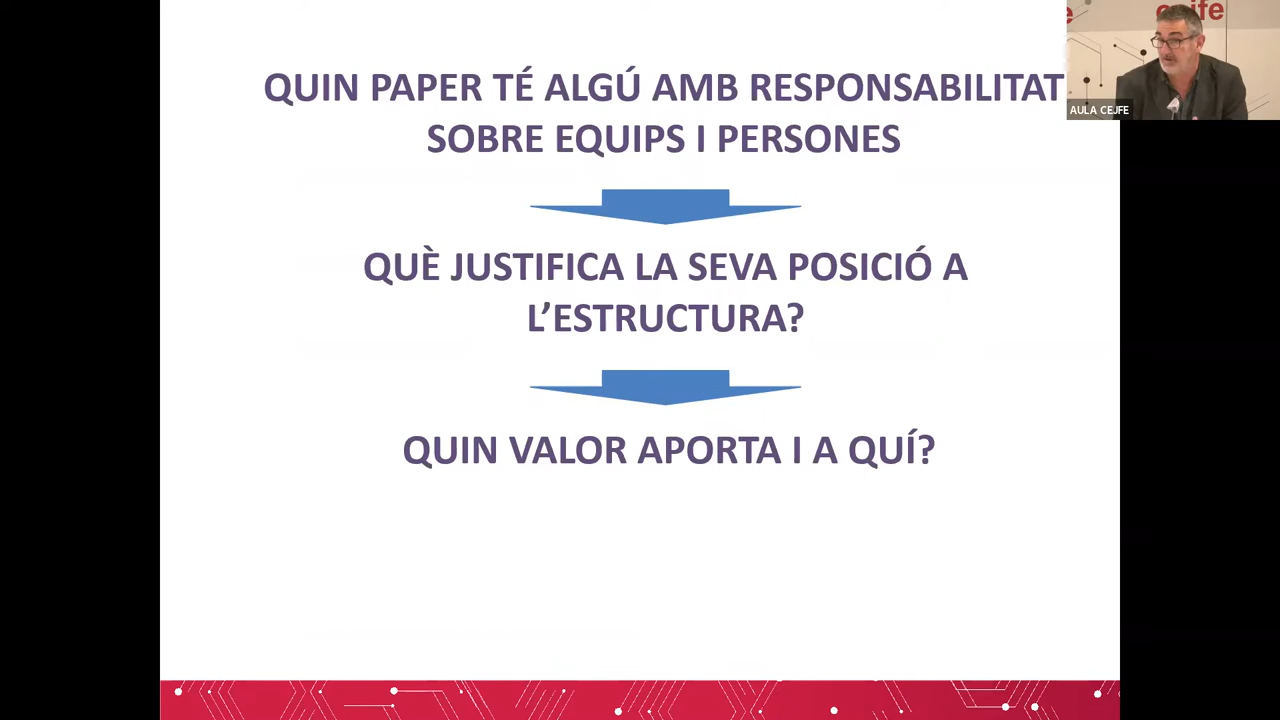 QUIN PAPER TÉ ALGÚ AMB RESPONSABILITAT
SOBRE EQUIPS I PERSONES
QUÈ JUSTIFICA LA SEVA POSICIÓ A
L’ESTRUCTURA?
QUIN VALOR APORTA I A QUÍ?
AULA CEJFE